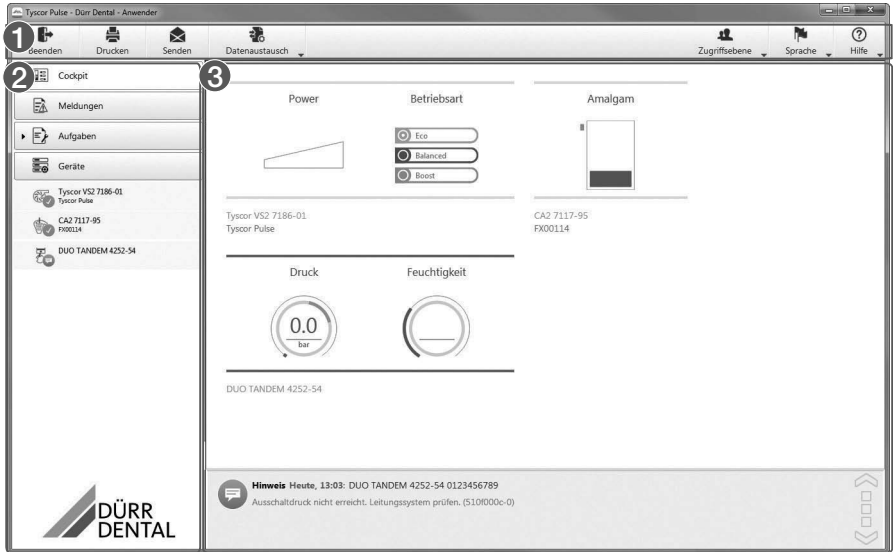 Tyscor Pulse - Dürr Dental - Anwender
1
Beenden
Drucken
Senden
Datenaustausch
Zugriffsebene
Sprache
Hilfe
2
Cockpit
Meldungen
Aufgaben
Geräte
Tyscor VS2 7186-01
Tyscor Pulse
CA2 7117-95
FX00114
DUO TANDEM 4252-54
DÜRR
DENTAL
3
Power
Betriebsart
Eco
Balanced
Boost
Tyscor VS2 7186-01
Tyscor Pulse
Amalgam
CA2 7117-95
FX00114
Druck
Feuchtigkeit
0.0
bar
DUO TANDEM 4252-54
Hinweis Heute, 13:03: DUO TANDEM 4252-54 0123456789
Ausschaltdruck nicht erreicht. Leitungssystem prüfen. (510f000c-0)